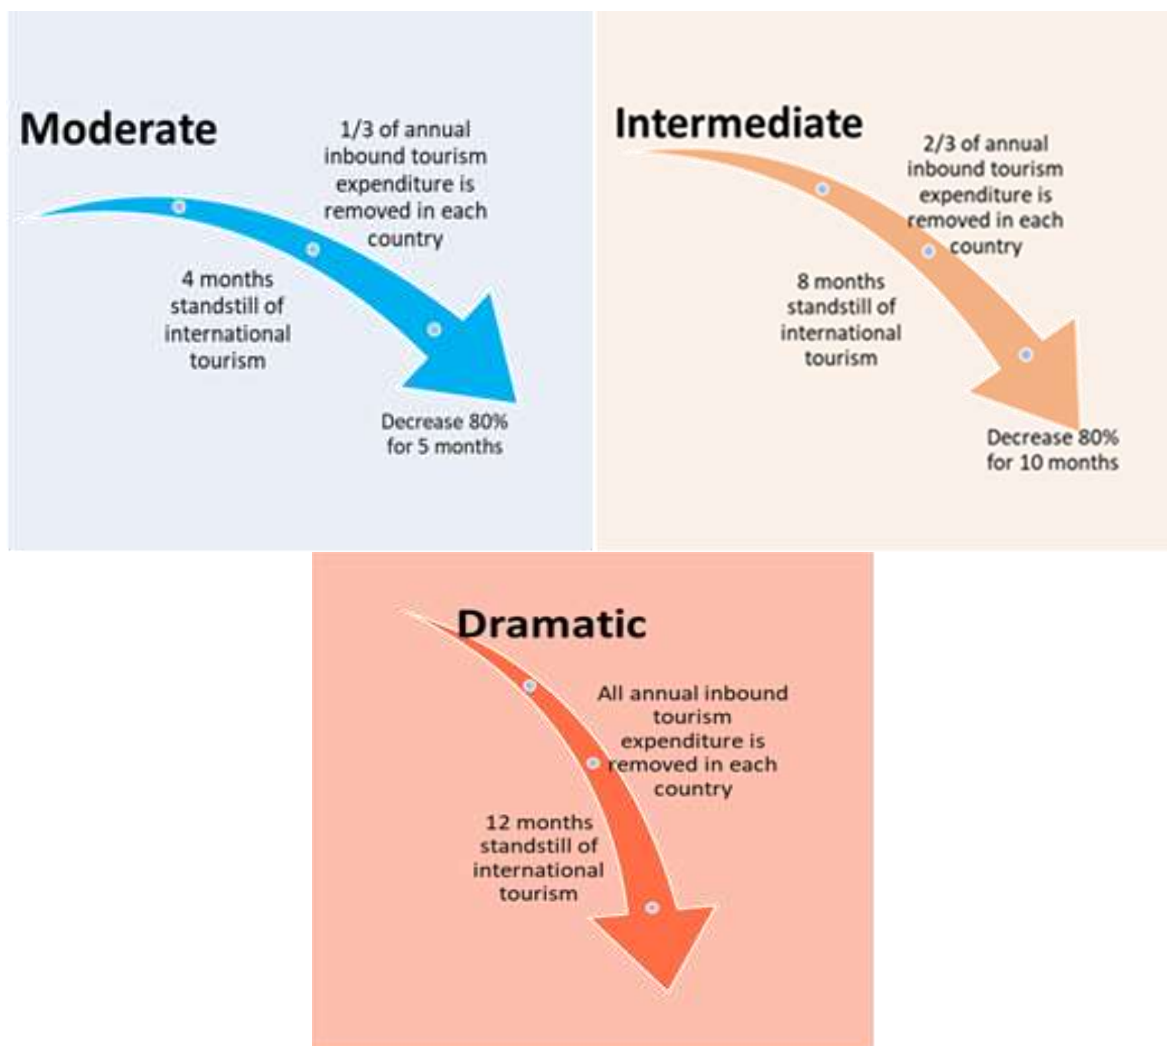 Moderate
1/3 of annual
inbound tourism
expenditure is
removed in each
country
4 months
standstill of
international
tourism
Decrease 80%
for 5 months
Intermediate
2/3 of annual
inbound tourism
expenditure is
removed in each
country
8 months
standstill of
international
tourism
Decrease 80%
for 10 months
Dramatic
All annual inbound
tourism
expenditure is
removed in each
country
12 months
standstill of
international
tourism